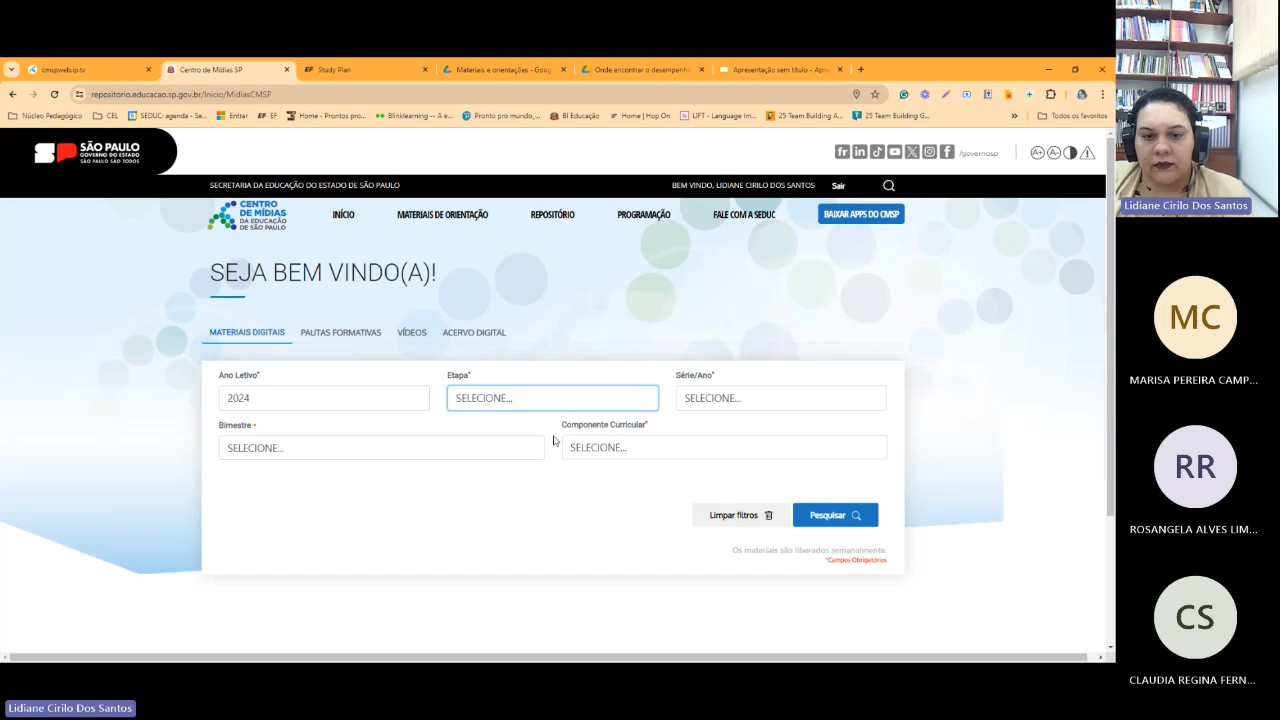 cmspweb.ip.tv
Centro de Mídias SP
Study Plan
Materiais e orientações - Goog
Onde encontrar o desempenho
Apresentação sem título - Apre
repositorio.educacao.sp.gov.br/Inicio/MidiasCMSP
Núcleo Pedagógico
CEL
SEDUC: agenda - Se...
Entrar
EF
Home - Prontos pro...
Blinklearning -- A e...
Pronto pro mundo_...
BI Educação
Home | Hop On
LIFT - Language Im...
25 Team Building A...
25 Team Building G...
Todos os favoritos
SÃO PAULO
GOVERNO DO ESTADO
SÃO PAULO SÃO TODOS
/governosp
A+
A-
SECRETARIA DA EDUCAÇÃO DO ESTADO DE SÃO PAULO
BEM VINDO, LIDIANE CIRILO DOS SANTOS
Sair
CENTRO
DE MÍDIAS
DA EDUCAÇÃO
DE SÃO PAULO
INÍCIO
MATERIAIS DE ORIENTAÇÃO
REPOSITÓRIO
PROGRAMAÇÃO
FALE COM A SEDUC
BAIXAR APPS DO CMSP
SEJA BEM VINDO(A)!
MATERIAIS DIGITAIS
PAUTAS FORMATIVAS
VÍDEOS
ACERVO DIGITAL
Ano Letivo*
Etapa*
Série/Ano*
2024
SELECIONE...
SELECIONE...
Bimestre *
Componente Curricular*
SELECIONE...
SELECIONE...
Limpar filtros
Pesquisar
Os materiais são liberados semanalmente.
*Campos Obrigatórios
Lidiane Cirilo Dos Santos
MC
MARISA PEREIRA CAMP...
RR
ROSANGELA ALVES LIM...
CS
CLAUDIA REGINA FERN...
Lidiane Cirilo Dos Santos